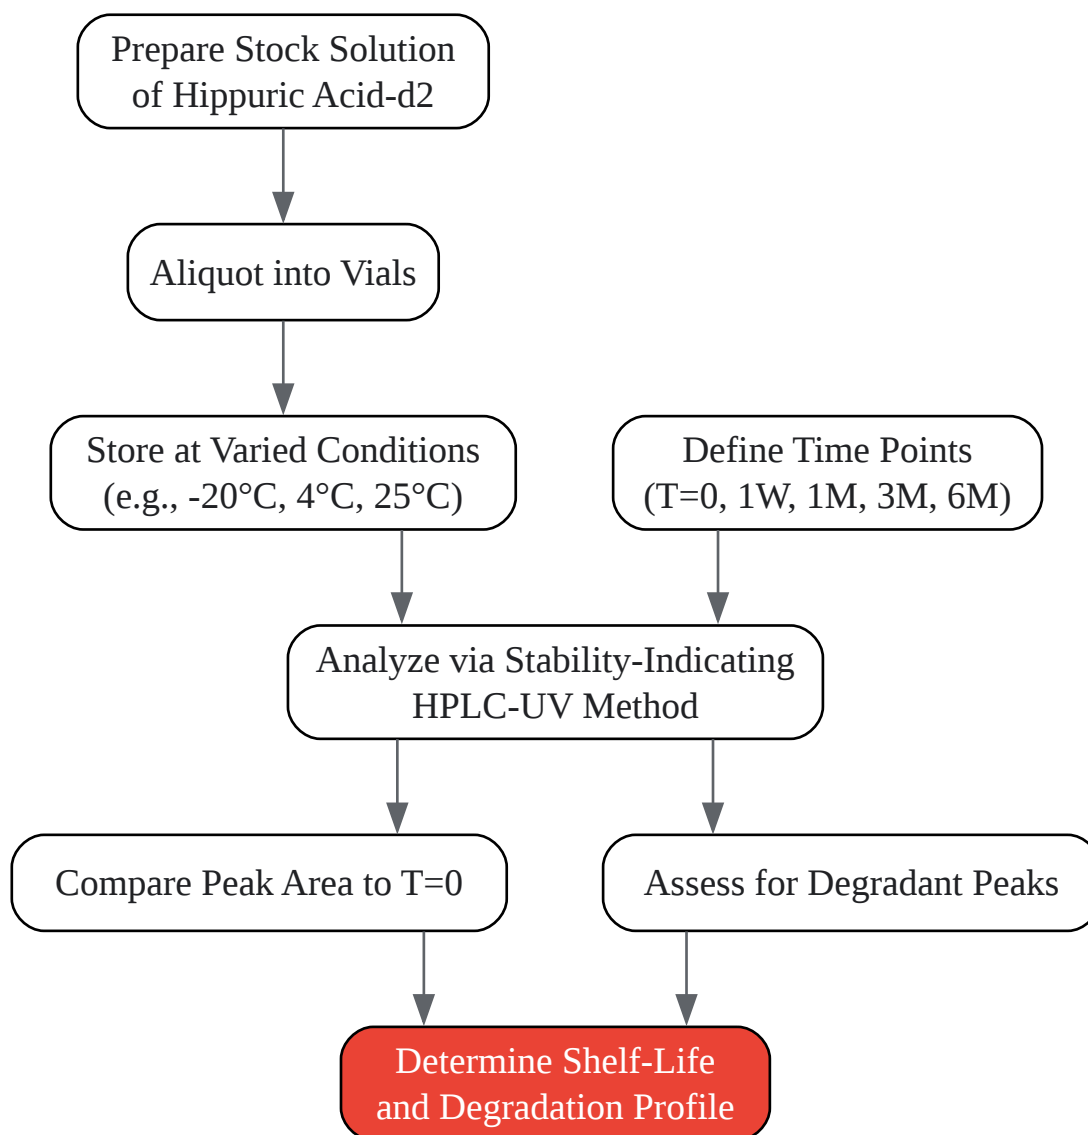 Prepare Stock Solution
of Hippuric Acid-d2
Aliquot into Vials
Store at Varied Conditions
(e.g., -20°C, 4°C, 25°C)
Define Time Points
(T=0, 1W, 1M, 3M, 6M)
Analyze via Stability-Indicating
HPLC-UV Method
Compare Peak Area to T=0
Assess for Degradant Peaks
Determine Shelf-Life
and Degradation Profile